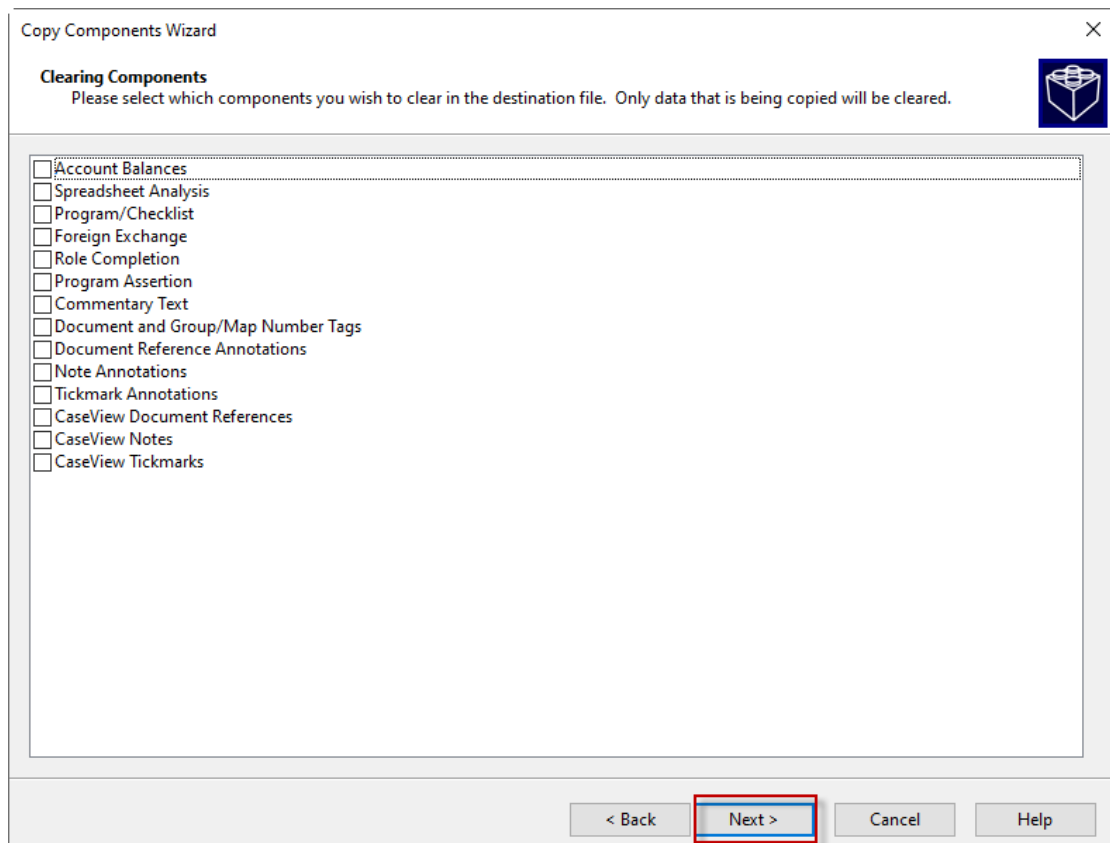 Copy Components Wizard
Clearing Components
Please select which components you wish to clear in the destination file.  Only data that is being copied will be cleared.
Account Balances
Spreadsheet Analysis
Program/Checklist
Foreign Exchange
Role Completion
Program Assertion
Commentary Text
Document and Group/Map Number Tags
Document Reference Annotations
Note Annotations
Tickmark Annotations
CaseView Document References
CaseView Notes
CaseView Tickmarks
< Back Next > Cancel Help